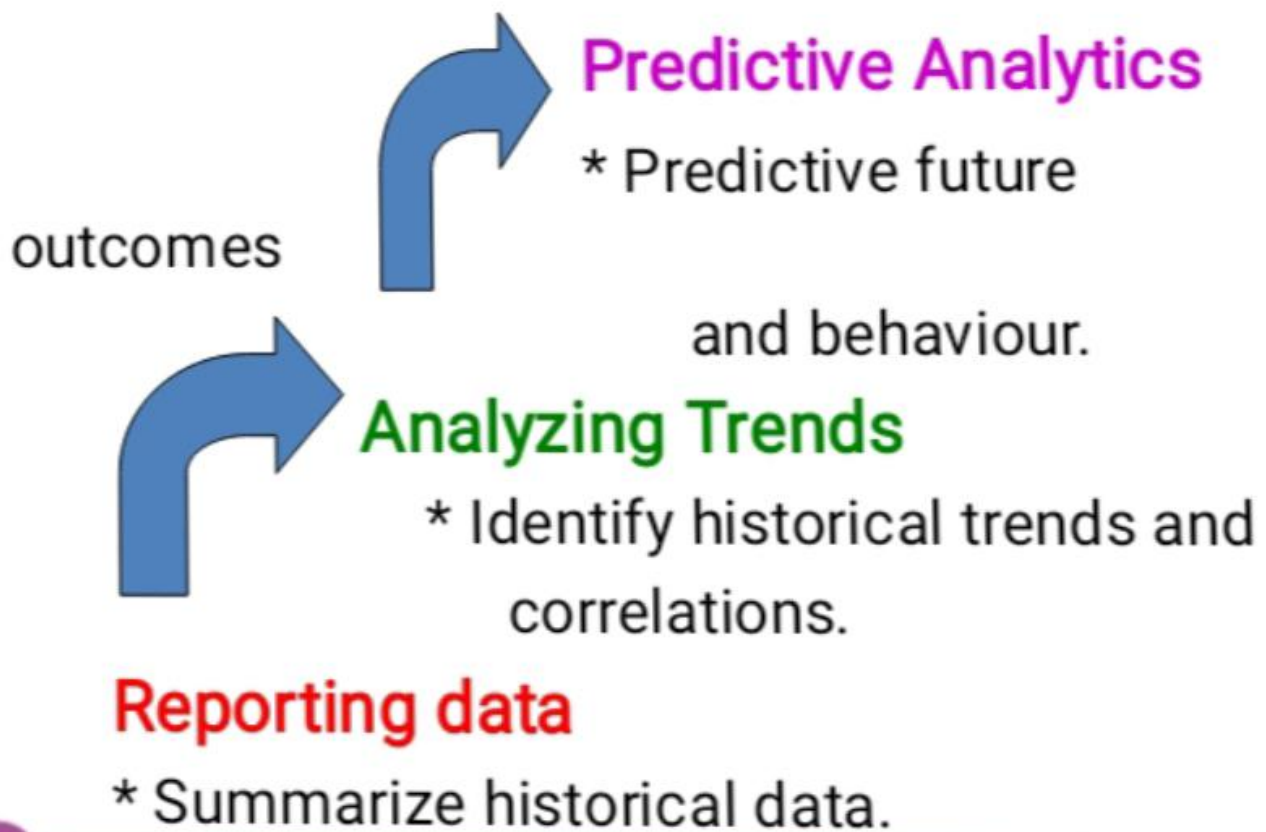 Predictive Analytics
* Predictive future
outcomes
and behaviour.
Analyzing Trends
* Identify historical trends and
correlations.
Reporting data
* Summarize historical data.